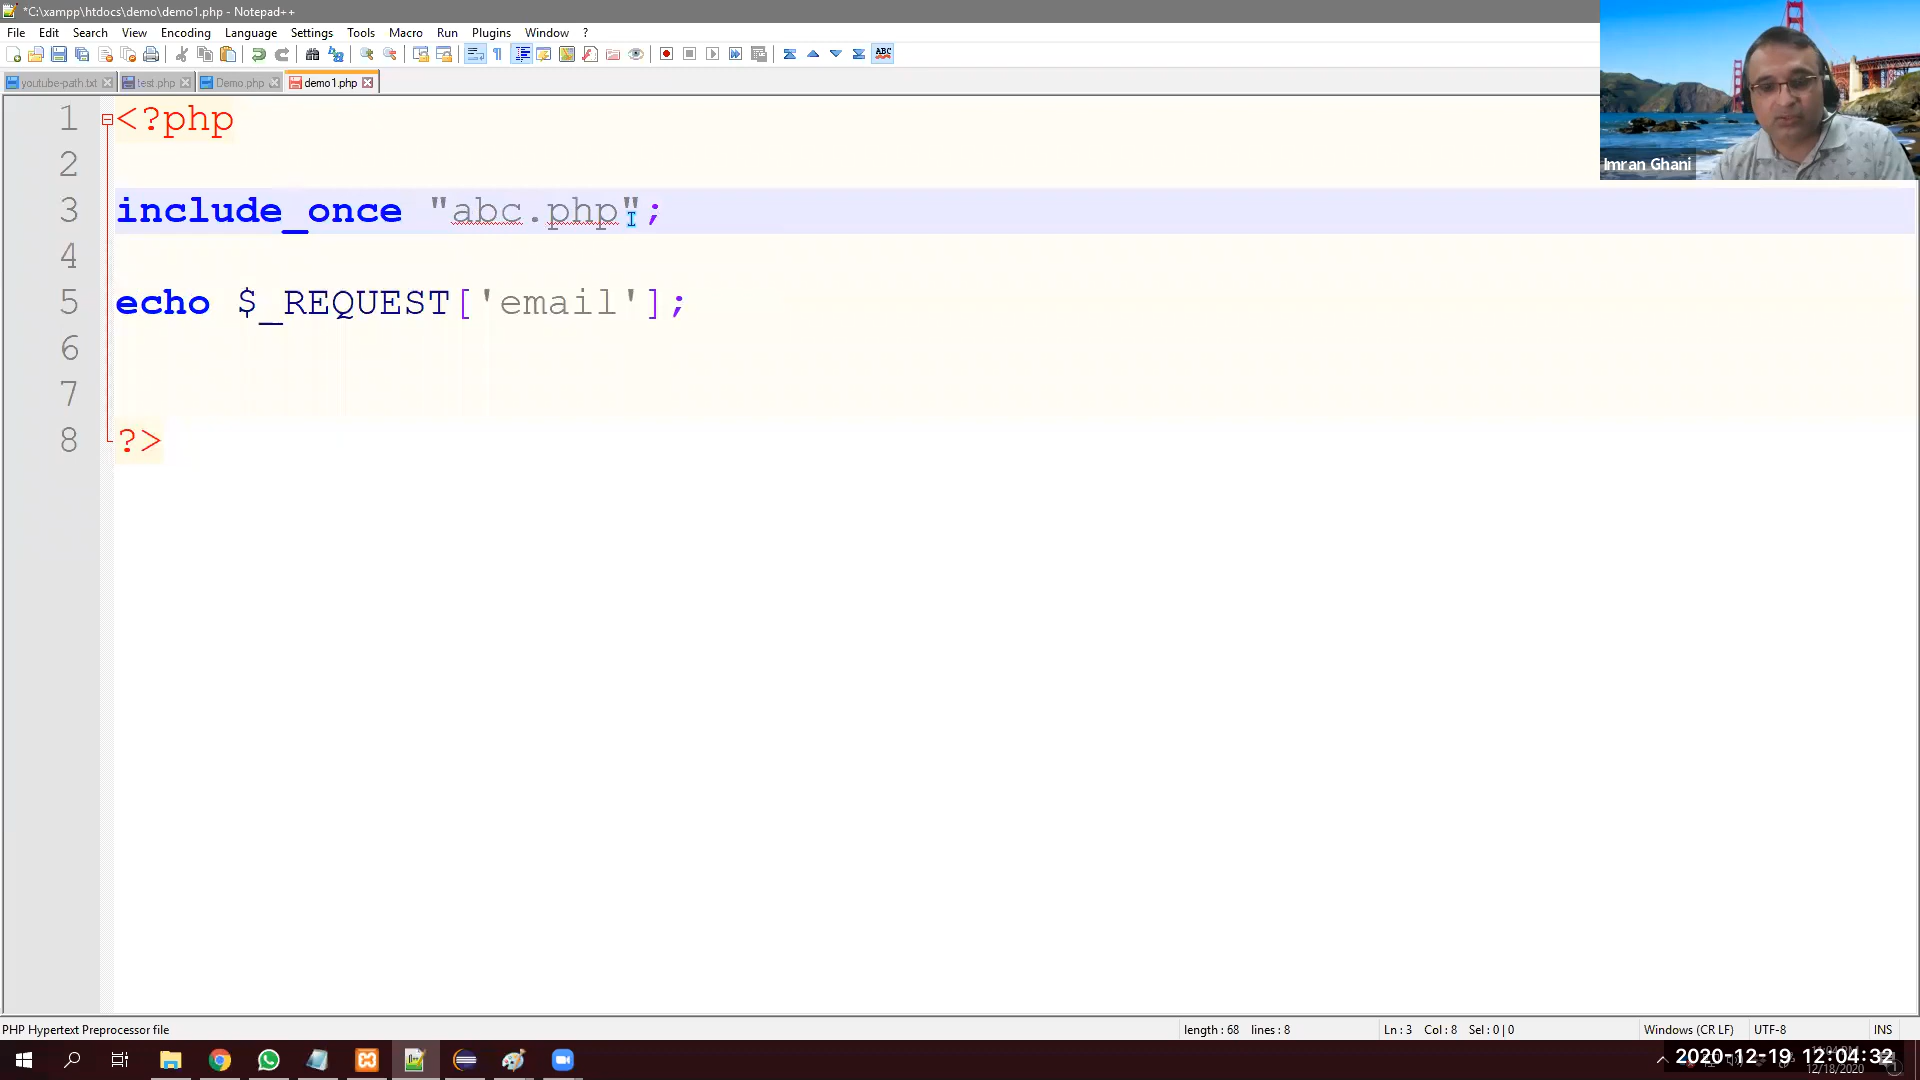 *C:\xampp\htdocs\demo\demo1.php - Notepad++
File Edit Search View Encoding Language Settings Tools Macro Run Plugins Window ?
youtube-path.txt test.php Demo.php demo1.php
1 <?php
2
3 include_once "abc.php";
4
5 echo $_REQUEST['email'];
6
7
8 ?>
Imran Ghani
PHP Hypertext Preprocessor file length : 68 lines : 8 Ln : 3 Col : 8 Sel : 0 | 0 Windows (CR LF) UTF-8 INS
2020-12-19 12:04:32
12/18/2020